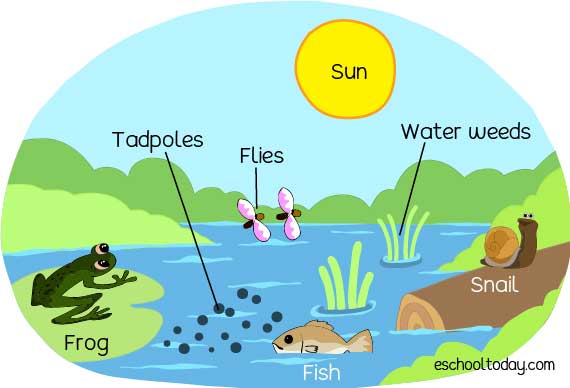 Sun
Water weeds
Tadpoles
Flies
Snail
Frog
Fish
eschooltoday.com